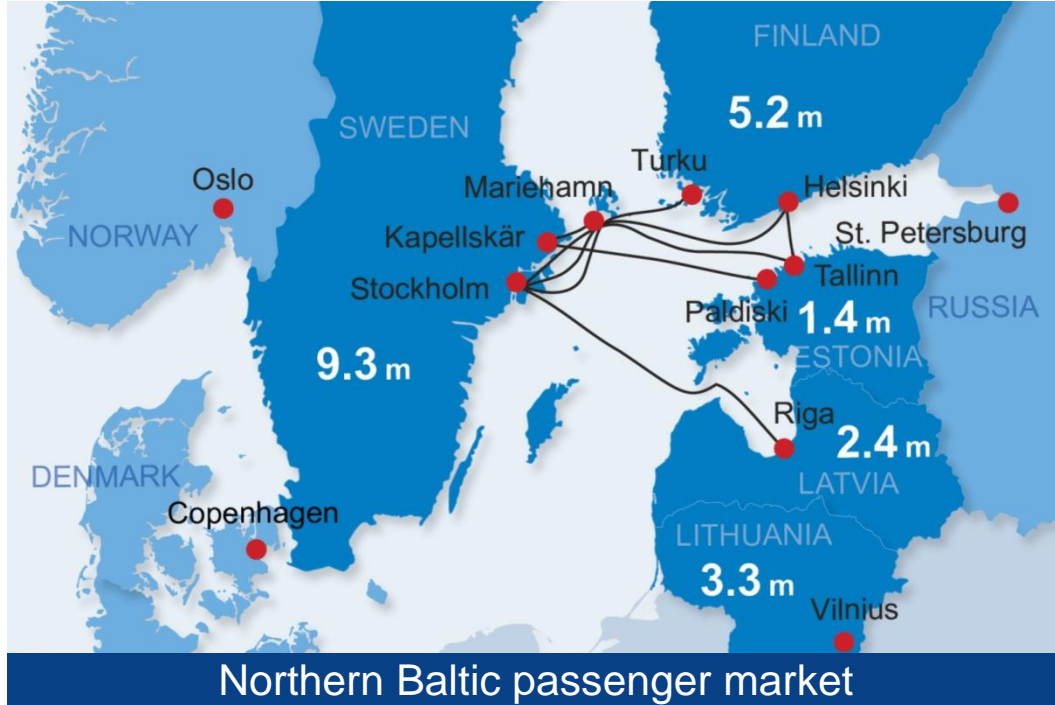 FINLAND
5.2 m
SWEDEN
Turku
Oslo
Mariehamn
Helsinki
NORWAY
Kapellskär
St. Petersburg
Stockholm
Tallinn
Paldiski
1.4 m
RUSSIA
9.3 m
ESTONIA
Riga
2.4 m
DENMARK
LATVIA
Copenhagen
LITHUANIA
3.3 m
Vilnius
Northern Baltic passenger market